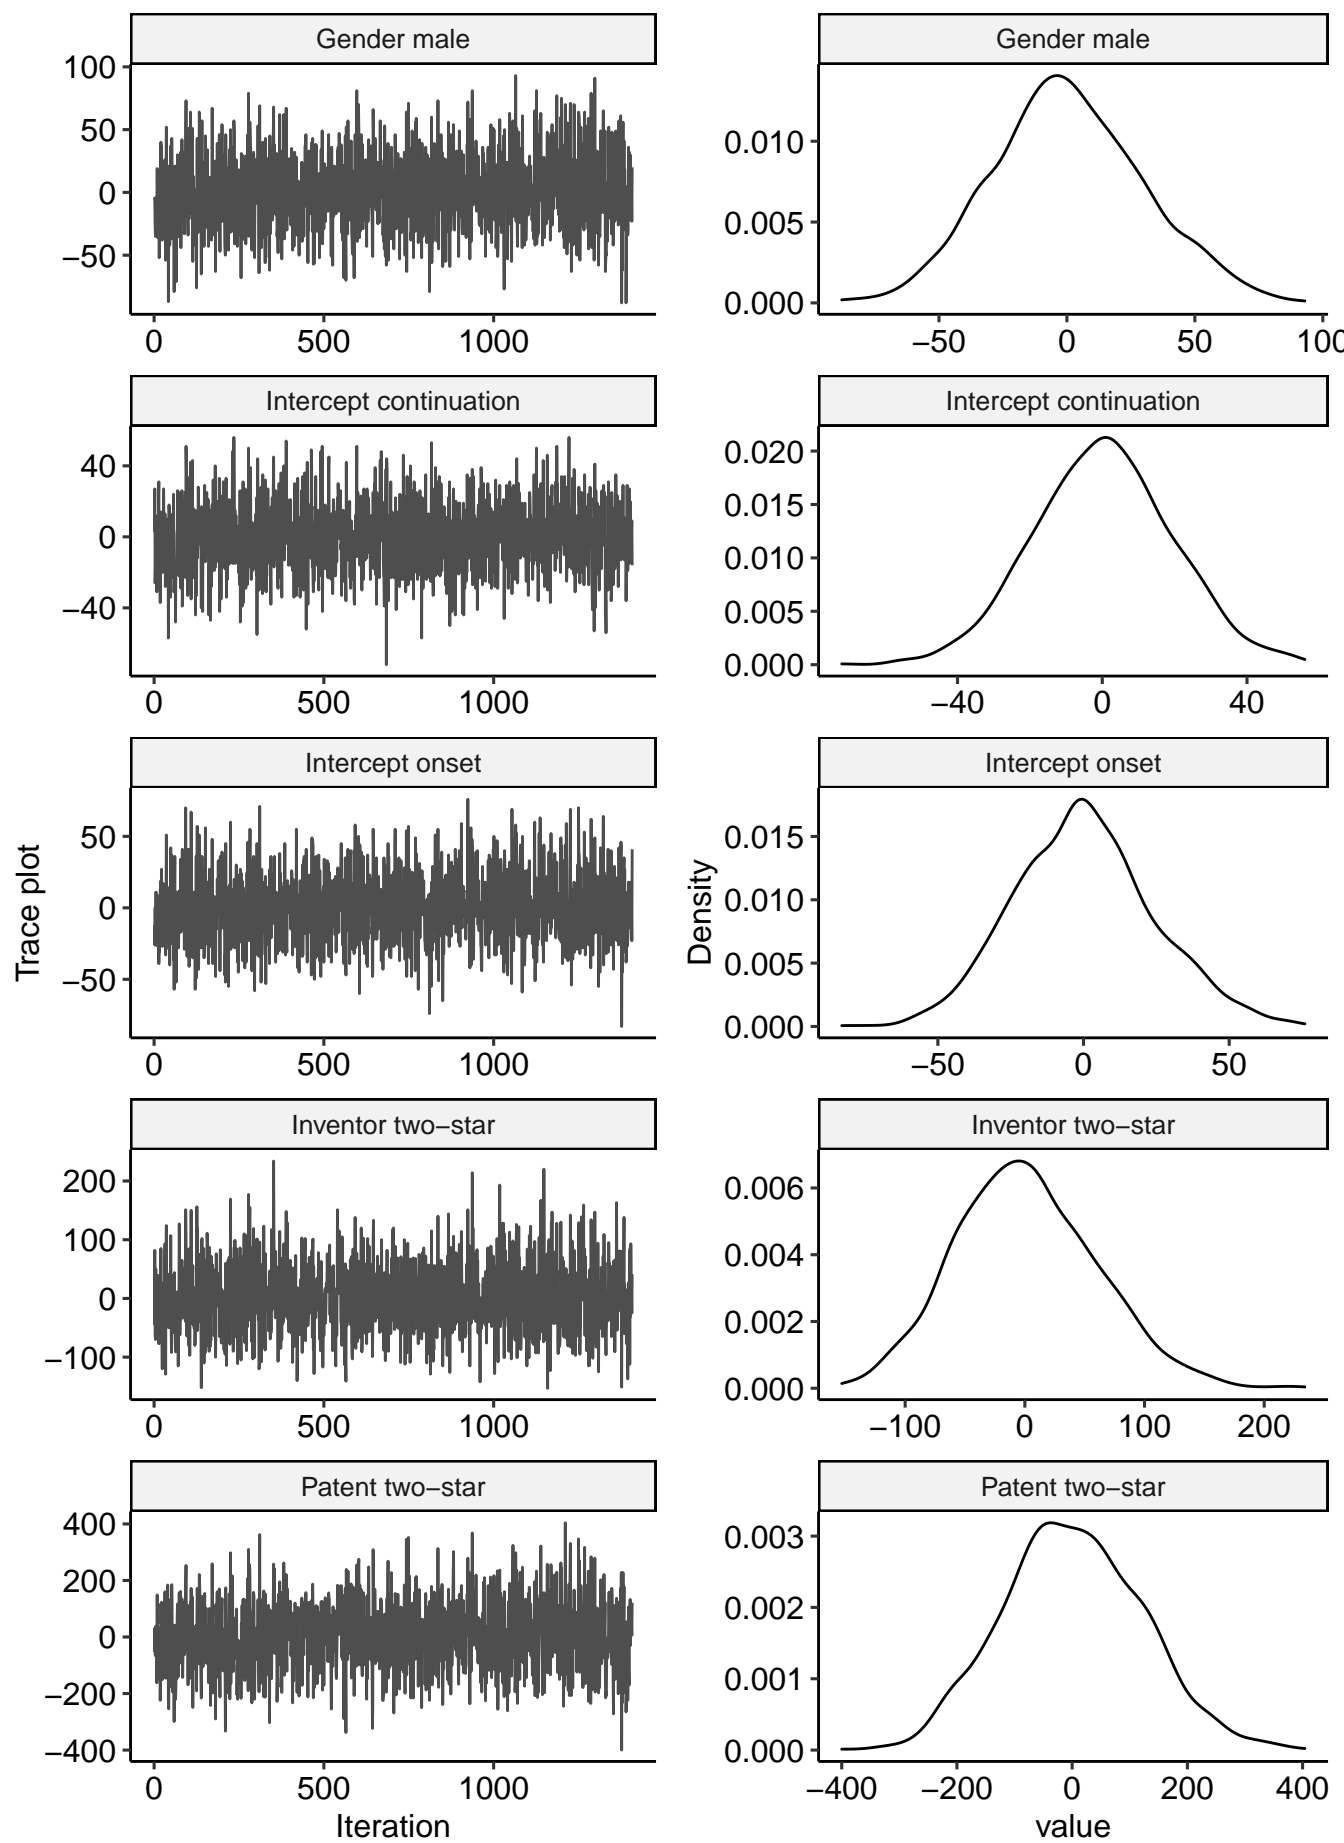 Gender male
Gender male
100
50
0
−50
0 500 1000
0.010
0.005
0.000
−50 0 50 100
Intercept continuation
Intercept continuation
40
0
−40
0 500 1000
0.020
0.015
0.010
0.005
0.000
−40 0 40
Intercept onset
Intercept onset
Trace plot
50
0
−50
0 500 1000
Density
0.015
0.010
0.005
0.000
−50 0 50
Inventor two−star
Inventor two−star
200
100
0
−100
0 500 1000
0.006
0.004
0.002
0.000
−100 0 100 200
Patent two−star
Patent two−star
400
200
0
−200
−400
0 500 1000
Iteration
0.003
0.002
0.001
0.000
−400 −200 0 200 400
value